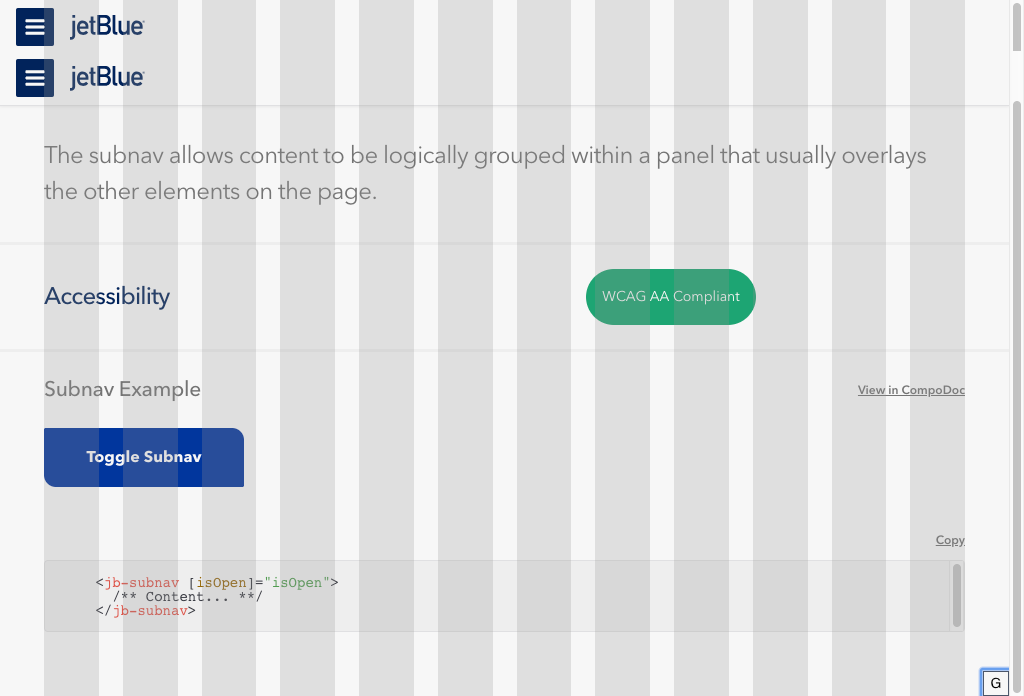 jetBlue
jetBlue
The subnav allows content to be logically grouped within a panel that usually overlays
the other elements on the page.
Accessibility
WCAG AA Compliant
Subnav Example
View in CompoDoc
Toggle Subnav
Copy
<jb-subnav [isOpen]="isOpen">
/** Content... **/
</jb-subnav>
G